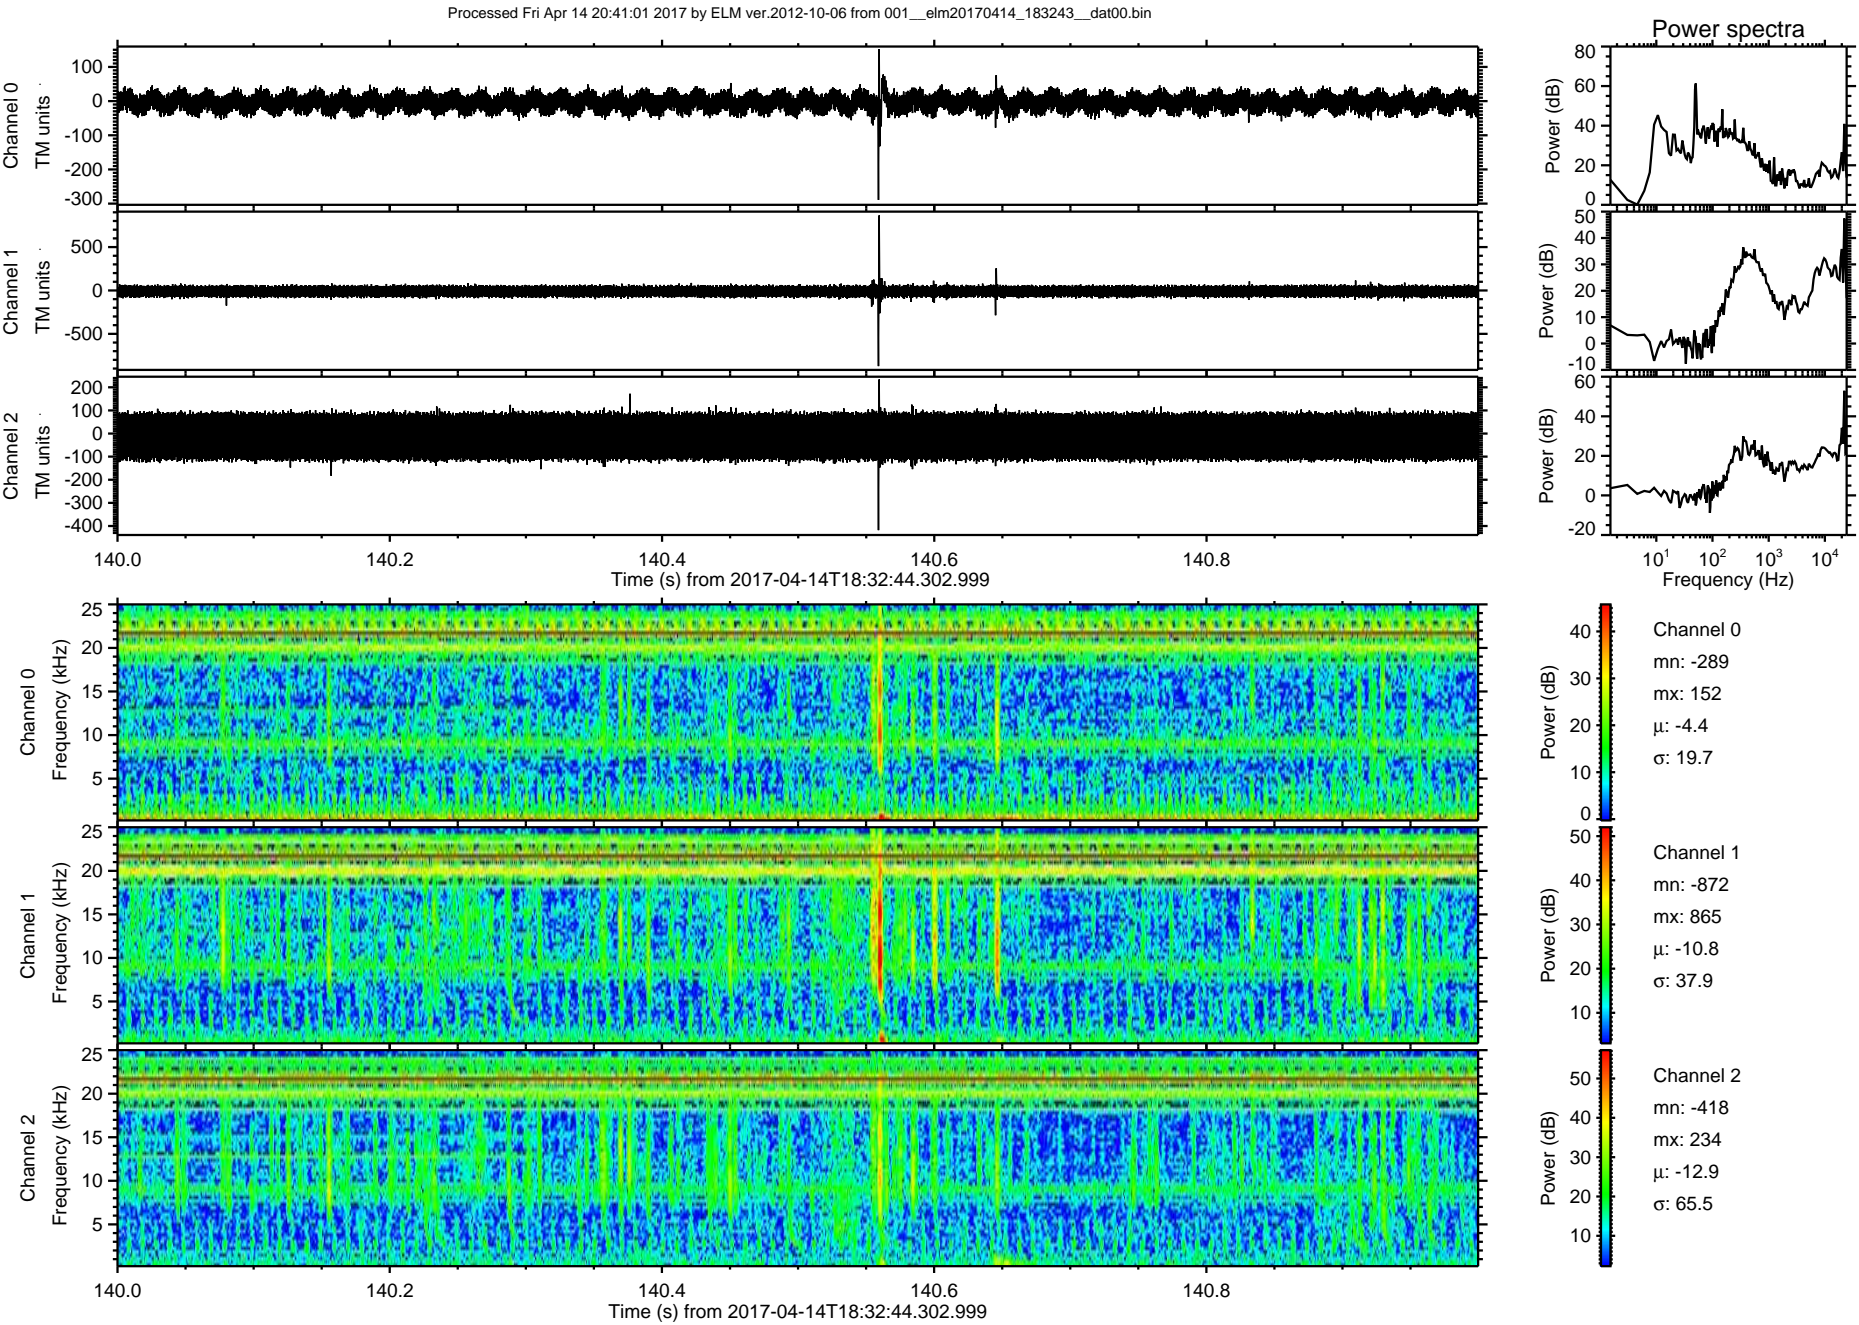 Processed Fri Apr 14 20:41:01 2017 by ELM ver.2012-10-06 from 001__elm20170414_183243__dat00.bin
Power spectra
Channel 0
TM units
100
0
-100
-200
-300
Power (dB)
80
60
40
20
0
Channel 1
TM units
500
0
-500
Power (dB)
50
40
30
20
10
0
-10
Channel 2
TM units
200
100
0
-100
-200
-300
-400
Power (dB)
60
40
20
0
-20
140.0 140.2 140.4 140.6 140.8
Time (s) from 2017-04-14T18:32:44.302.999
10¹ 10² 10³ 10⁴
Frequency (Hz)
Channel 0
Frequency (kHz)
25
20
15
10
5
Power (dB)
40
30
20
10
0
Channel 0
mn: -289
mx: 152
μ: -4.4
σ: 19.7
Channel 1
Frequency (kHz)
25
20
15
10
5
Power (dB)
50
40
30
20
10
Channel 1
mn: -872
mx: 865
μ: -10.8
σ: 37.9
Channel 2
Frequency (kHz)
25
20
15
10
5
Power (dB)
50
40
30
20
10
Channel 2
mn: -418
mx: 234
μ: -12.9
σ: 65.5
140.0 140.2 140.4 140.6 140.8
Time (s) from 2017-04-14T18:32:44.302.999